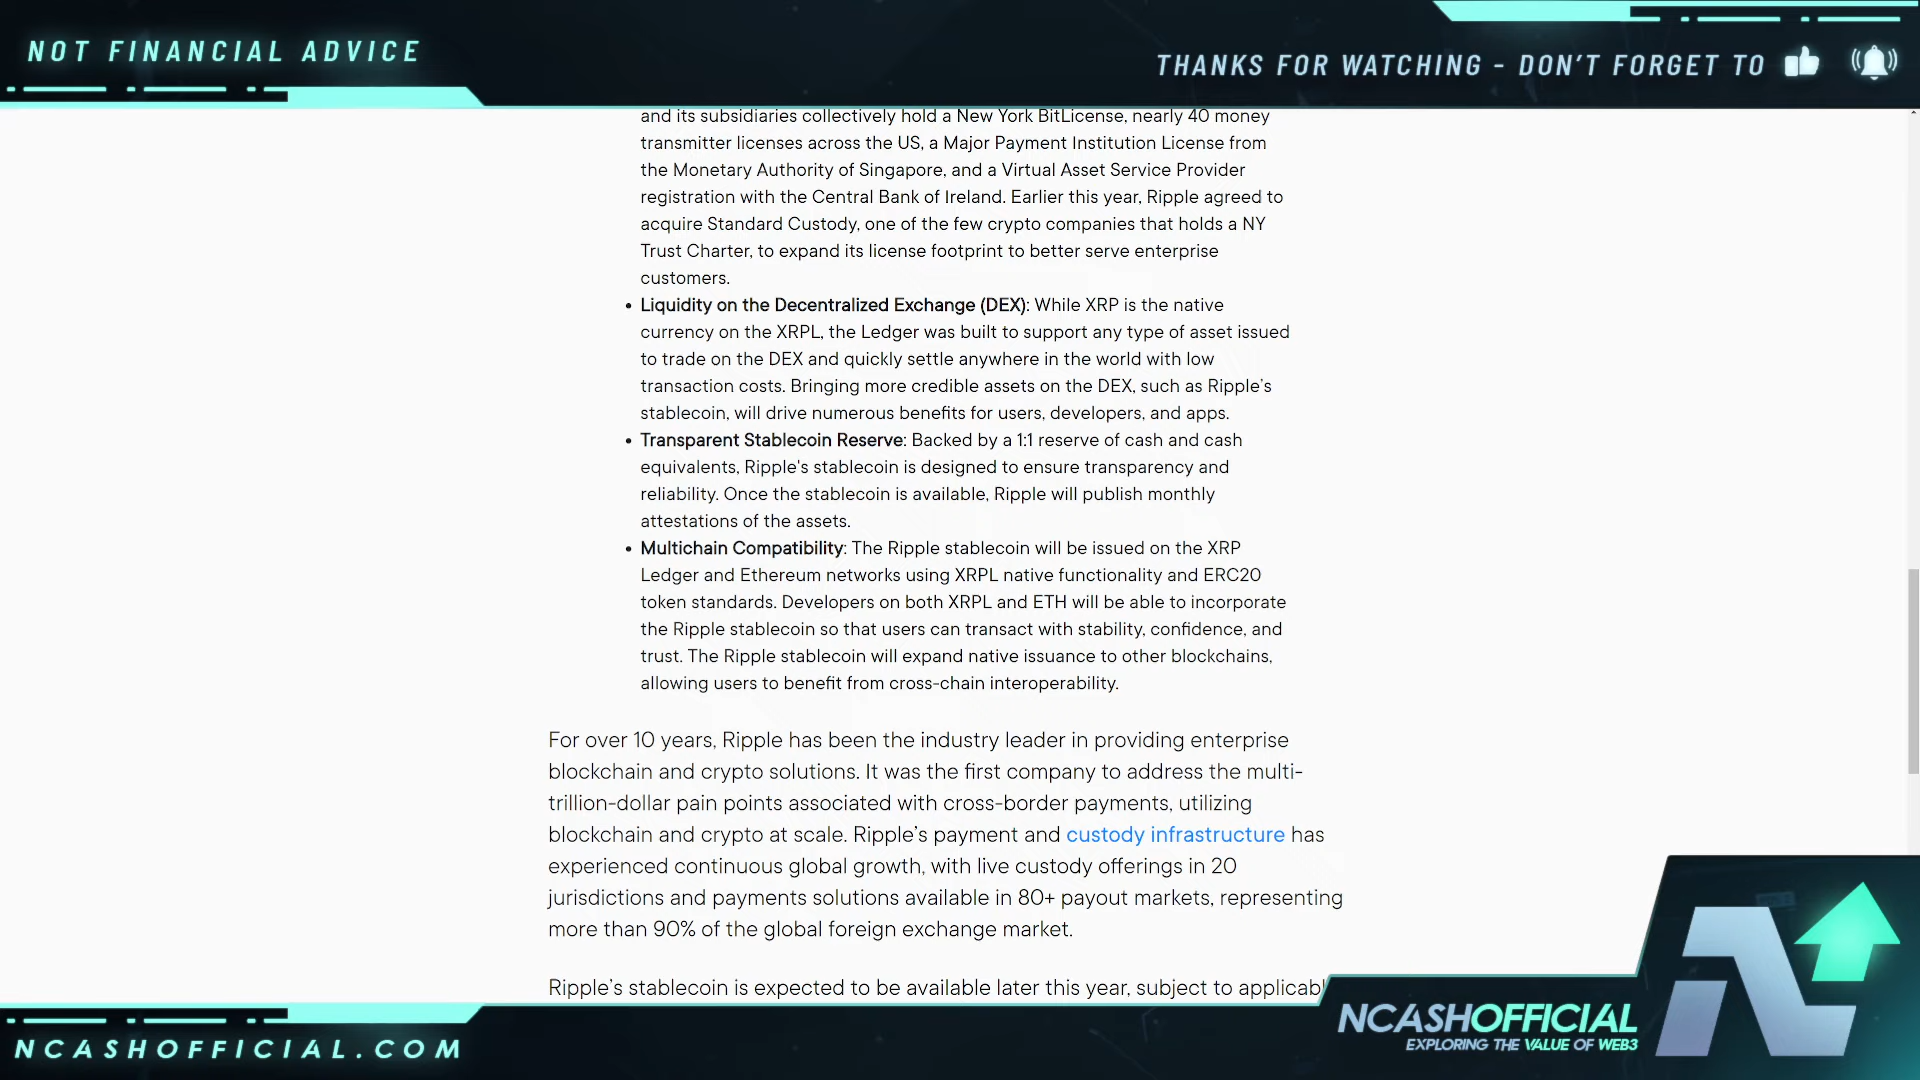 NOT FINANCIAL ADVICE
THANKS FOR WATCHING - DON'T FORGET TO
and its subsidiaries collectively hold a New York BitLicense, nearly 40 money
transmitter licenses across the US, a Major Payment Institution License from
the Monetary Authority of Singapore, and a Virtual Asset Service Provider
registration with the Central Bank of Ireland. Earlier this year, Ripple agreed to
acquire Standard Custody, one of the few crypto companies that holds a NY
Trust Charter, to expand its license footprint to better serve enterprise
customers.
• Liquidity on the Decentralized Exchange (DEX): While XRP is the native
currency on the XRPL, the Ledger was built to support any type of asset issued
to trade on the DEX and quickly settle anywhere in the world with low
transaction costs. Bringing more credible assets on the DEX, such as Ripple's
stablecoin, will drive numerous benefits for users, developers, and apps.
• Transparent Stablecoin Reserve: Backed by a 1:1 reserve of cash and cash
equivalents, Ripple's stablecoin is designed to ensure transparency and
reliability. Once the stablecoin is available, Ripple will publish monthly
attestations of the assets.
• Multichain Compatibility: The Ripple stablecoin will be issued on the XRP
Ledger and Ethereum networks using XRPL native functionality and ERC20
token standards. Developers on both XRPL and ETH will be able to incorporate
the Ripple stablecoin so that users can transact with stability, confidence, and
trust. The Ripple stablecoin will expand native issuance to other blockchains,
allowing users to benefit from cross-chain interoperability.
For over 10 years, Ripple has been the industry leader in providing enterprise
blockchain and crypto solutions. It was the first company to address the multi-
trillion-dollar pain points associated with cross-border payments, utilizing
blockchain and crypto at scale. Ripple's payment and custody infrastructure has
experienced continuous global growth, with live custody offerings in 20
jurisdictions and payments solutions available in 80+ payout markets, representing
more than 90% of the global foreign exchange market.
Ripple's stablecoin is expected to be available later this year, subject to applicabl
NCASHOFFICIAL
EXPLORING THE VALUE OF WEB3
NCASHOFFICIAL.COM